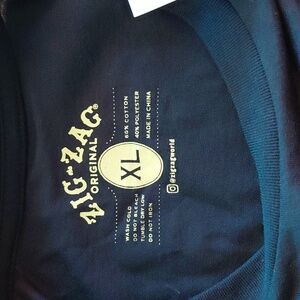 ZIG-ZAG®
ORIGINAL
XL
60% COTTON
40% POLYESTER
MADE IN CHINA
WASH COLD
DO NOT BLEACH
TUMBLE DRY LOW
DO NOT IRON
@zigzagworld